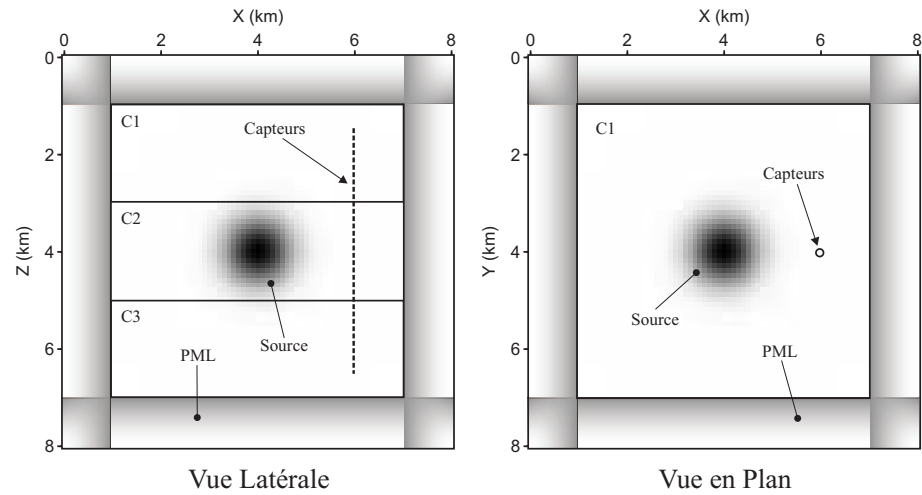 X (km)
0 2 4 6 8
Z (km)
0
2
4
6
8
C1
Capteurs
C2
C3
Source
PML
Vue Latérale
X (km)
0 2 4 6 8
Y (km)
0
2
4
6
8
C1
Capteurs
Source
PML
Vue en Plan